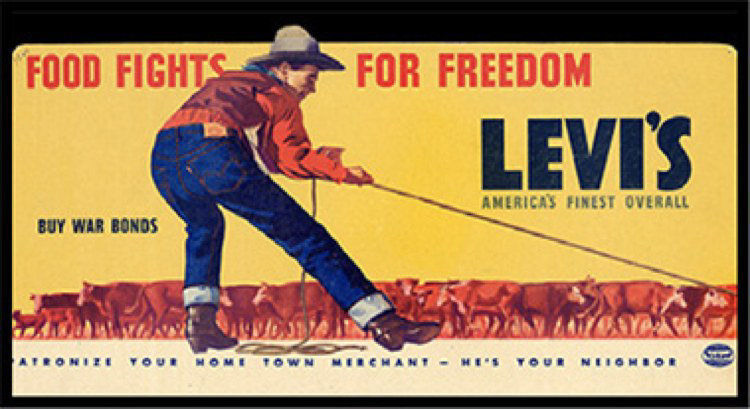 FOOD FIGHTS FOR FREEDOM
LEVI'S
AMERICA'S FINEST OVERALL
BUY WAR BONDS
ATRONIZE YOUR HOME TOWN MERCHANT — HE'S YOUR NEIGHBOR